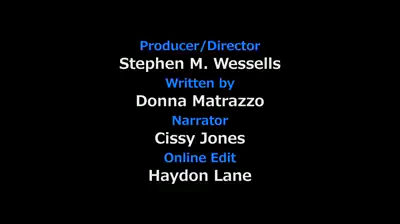 Producer/Director
Stephen M. Wessells
Written by
Donna Matrazzo
Narrator
Cissy Jones
Online Edit
Haydon Lane